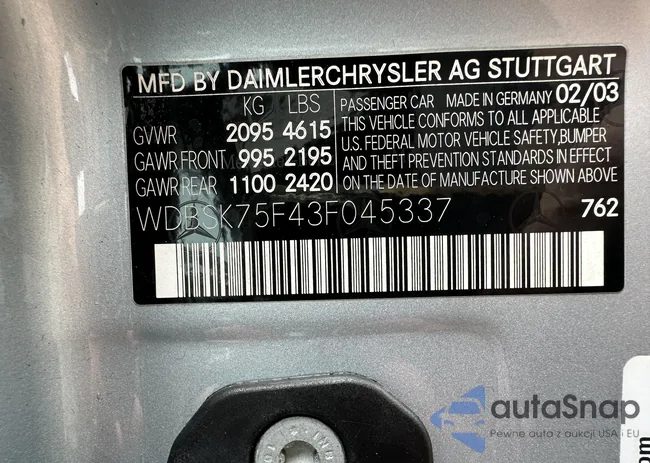 MFD BY DAIMLERCHRYSLER AG STUTTGART
KG LBS
GVWR 2095 4615
GAWR FRONT 995 2195
GAWR REAR 1100 2420
PASSENGER CAR MADE IN GERMANY 02/03
THIS VEHICLE CONFORMS TO ALL APPLICABLE
U.S. FEDERAL MOTOR VEHICLE SAFETY, BUMPER
AND THEFT PREVENTION STANDARDS IN EFFECT
ON THE DATE OF MANUFACTURE SHOWN ABOVE
WDBSK75F43F045337 762
autaSnap
Pewne auto z aukcji USA i EU
om